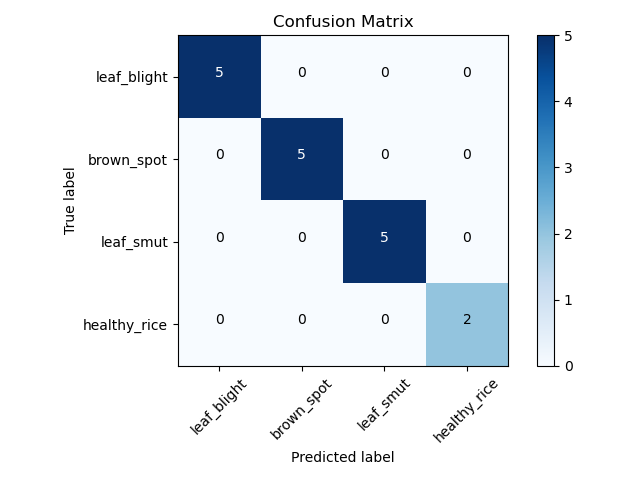 Confusion Matrix
True label
leaf_blight 5 0 0 0
brown_spot 0 5 0 0
leaf_smut 0 0 5 0
healthy_rice 0 0 0 2
leaf_blight brown_spot leaf_smut healthy_rice
Predicted label
5
4
3
2
1
0